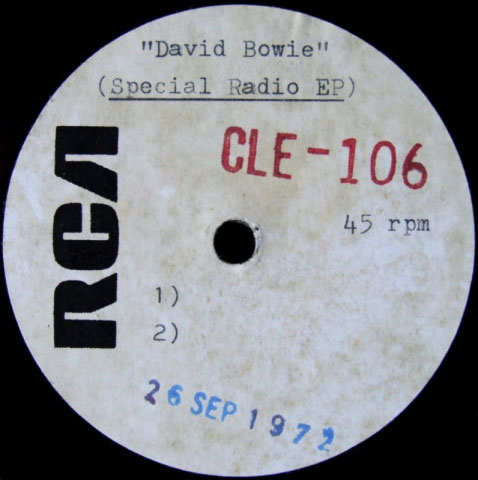 "David Bowie"
(Special Radio EP)
CLE-106
RCA
45 rpm
1)
2)
26 SEP 1972